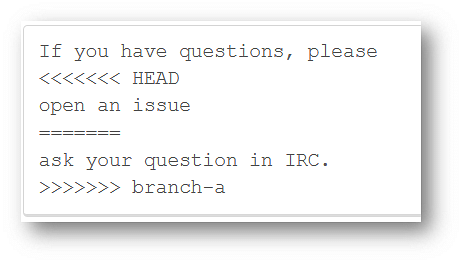 If you have questions, please
<<<<<<< HEAD
open an issue
=======
ask your question in IRC.
>>>>>>> branch-a